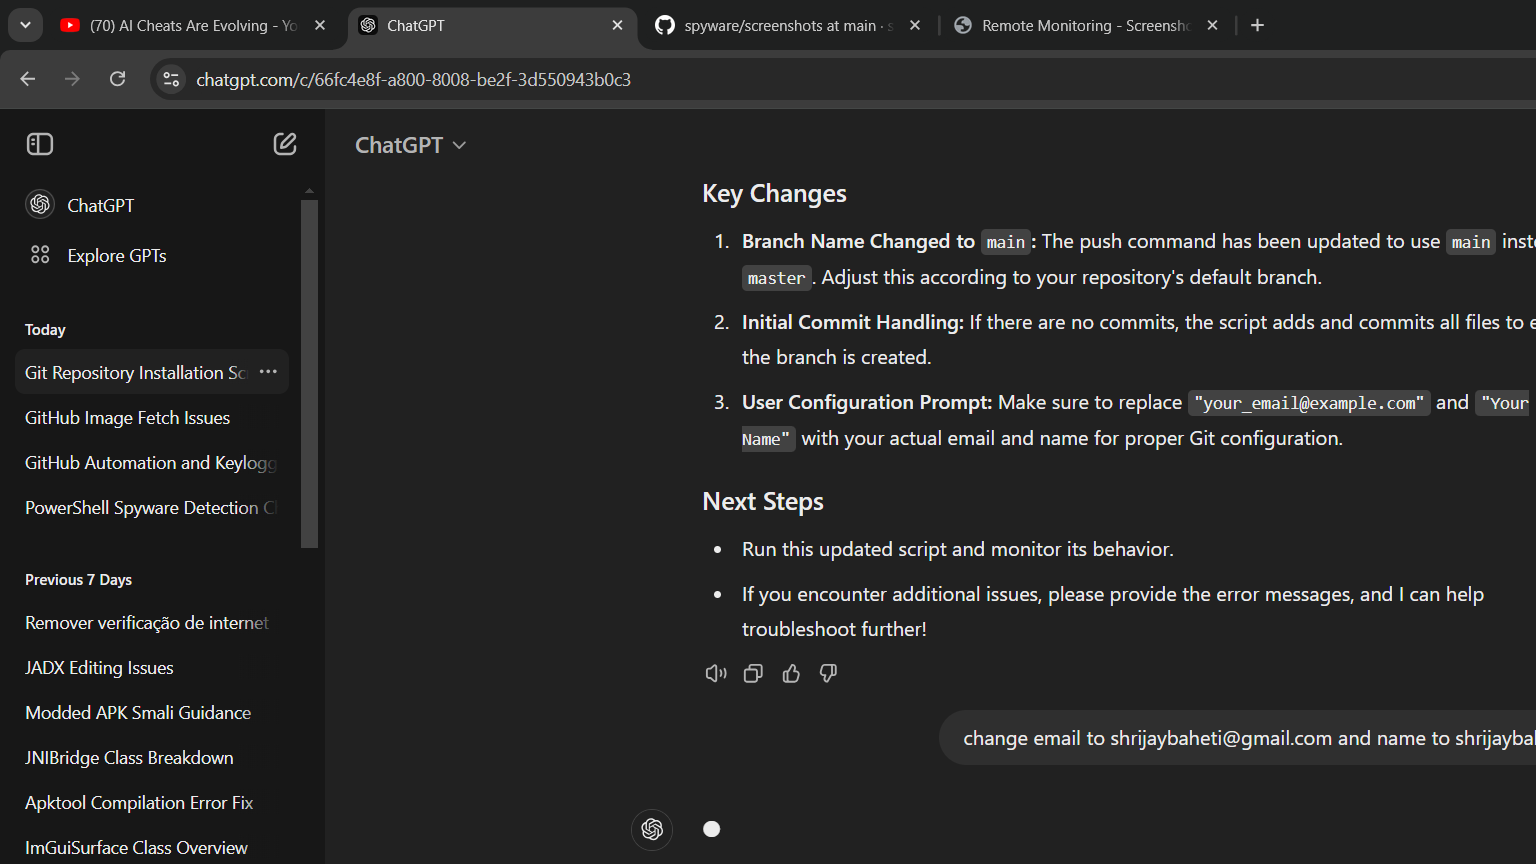 (70) AI Cheats Are Evolving - Yo
ChatGPT
spyware/screenshots at main · s
Remote Monitoring - Screensh
chatgpt.com/c/66fc4e8f-a800-8008-be2f-3d550943b0c3
ChatGPT
Explore GPTs
Today
Git Repository Installation Sc
GitHub Image Fetch Issues
GitHub Automation and Keylogg
PowerShell Spyware Detection C
Previous 7 Days
Remover verificação de internet
JADX Editing Issues
Modded APK Smali Guidance
JNIBridge Class Breakdown
Apktool Compilation Error Fix
ImGuiSurface Class Overview
ChatGPT
Key Changes
1. Branch Name Changed to main: The push command has been updated to use main inste
master. Adjust this according to your repository's default branch.
2. Initial Commit Handling: If there are no commits, the script adds and commits all files to e
the branch is created.
3. User Configuration Prompt: Make sure to replace "your_email@example.com" and "Your
Name" with your actual email and name for proper Git configuration.
Next Steps
• Run this updated script and monitor its behavior.
• If you encounter additional issues, please provide the error messages, and I can help
troubleshoot further!
change email to shrijaybaheti@gmail.com and name to shrijaybah